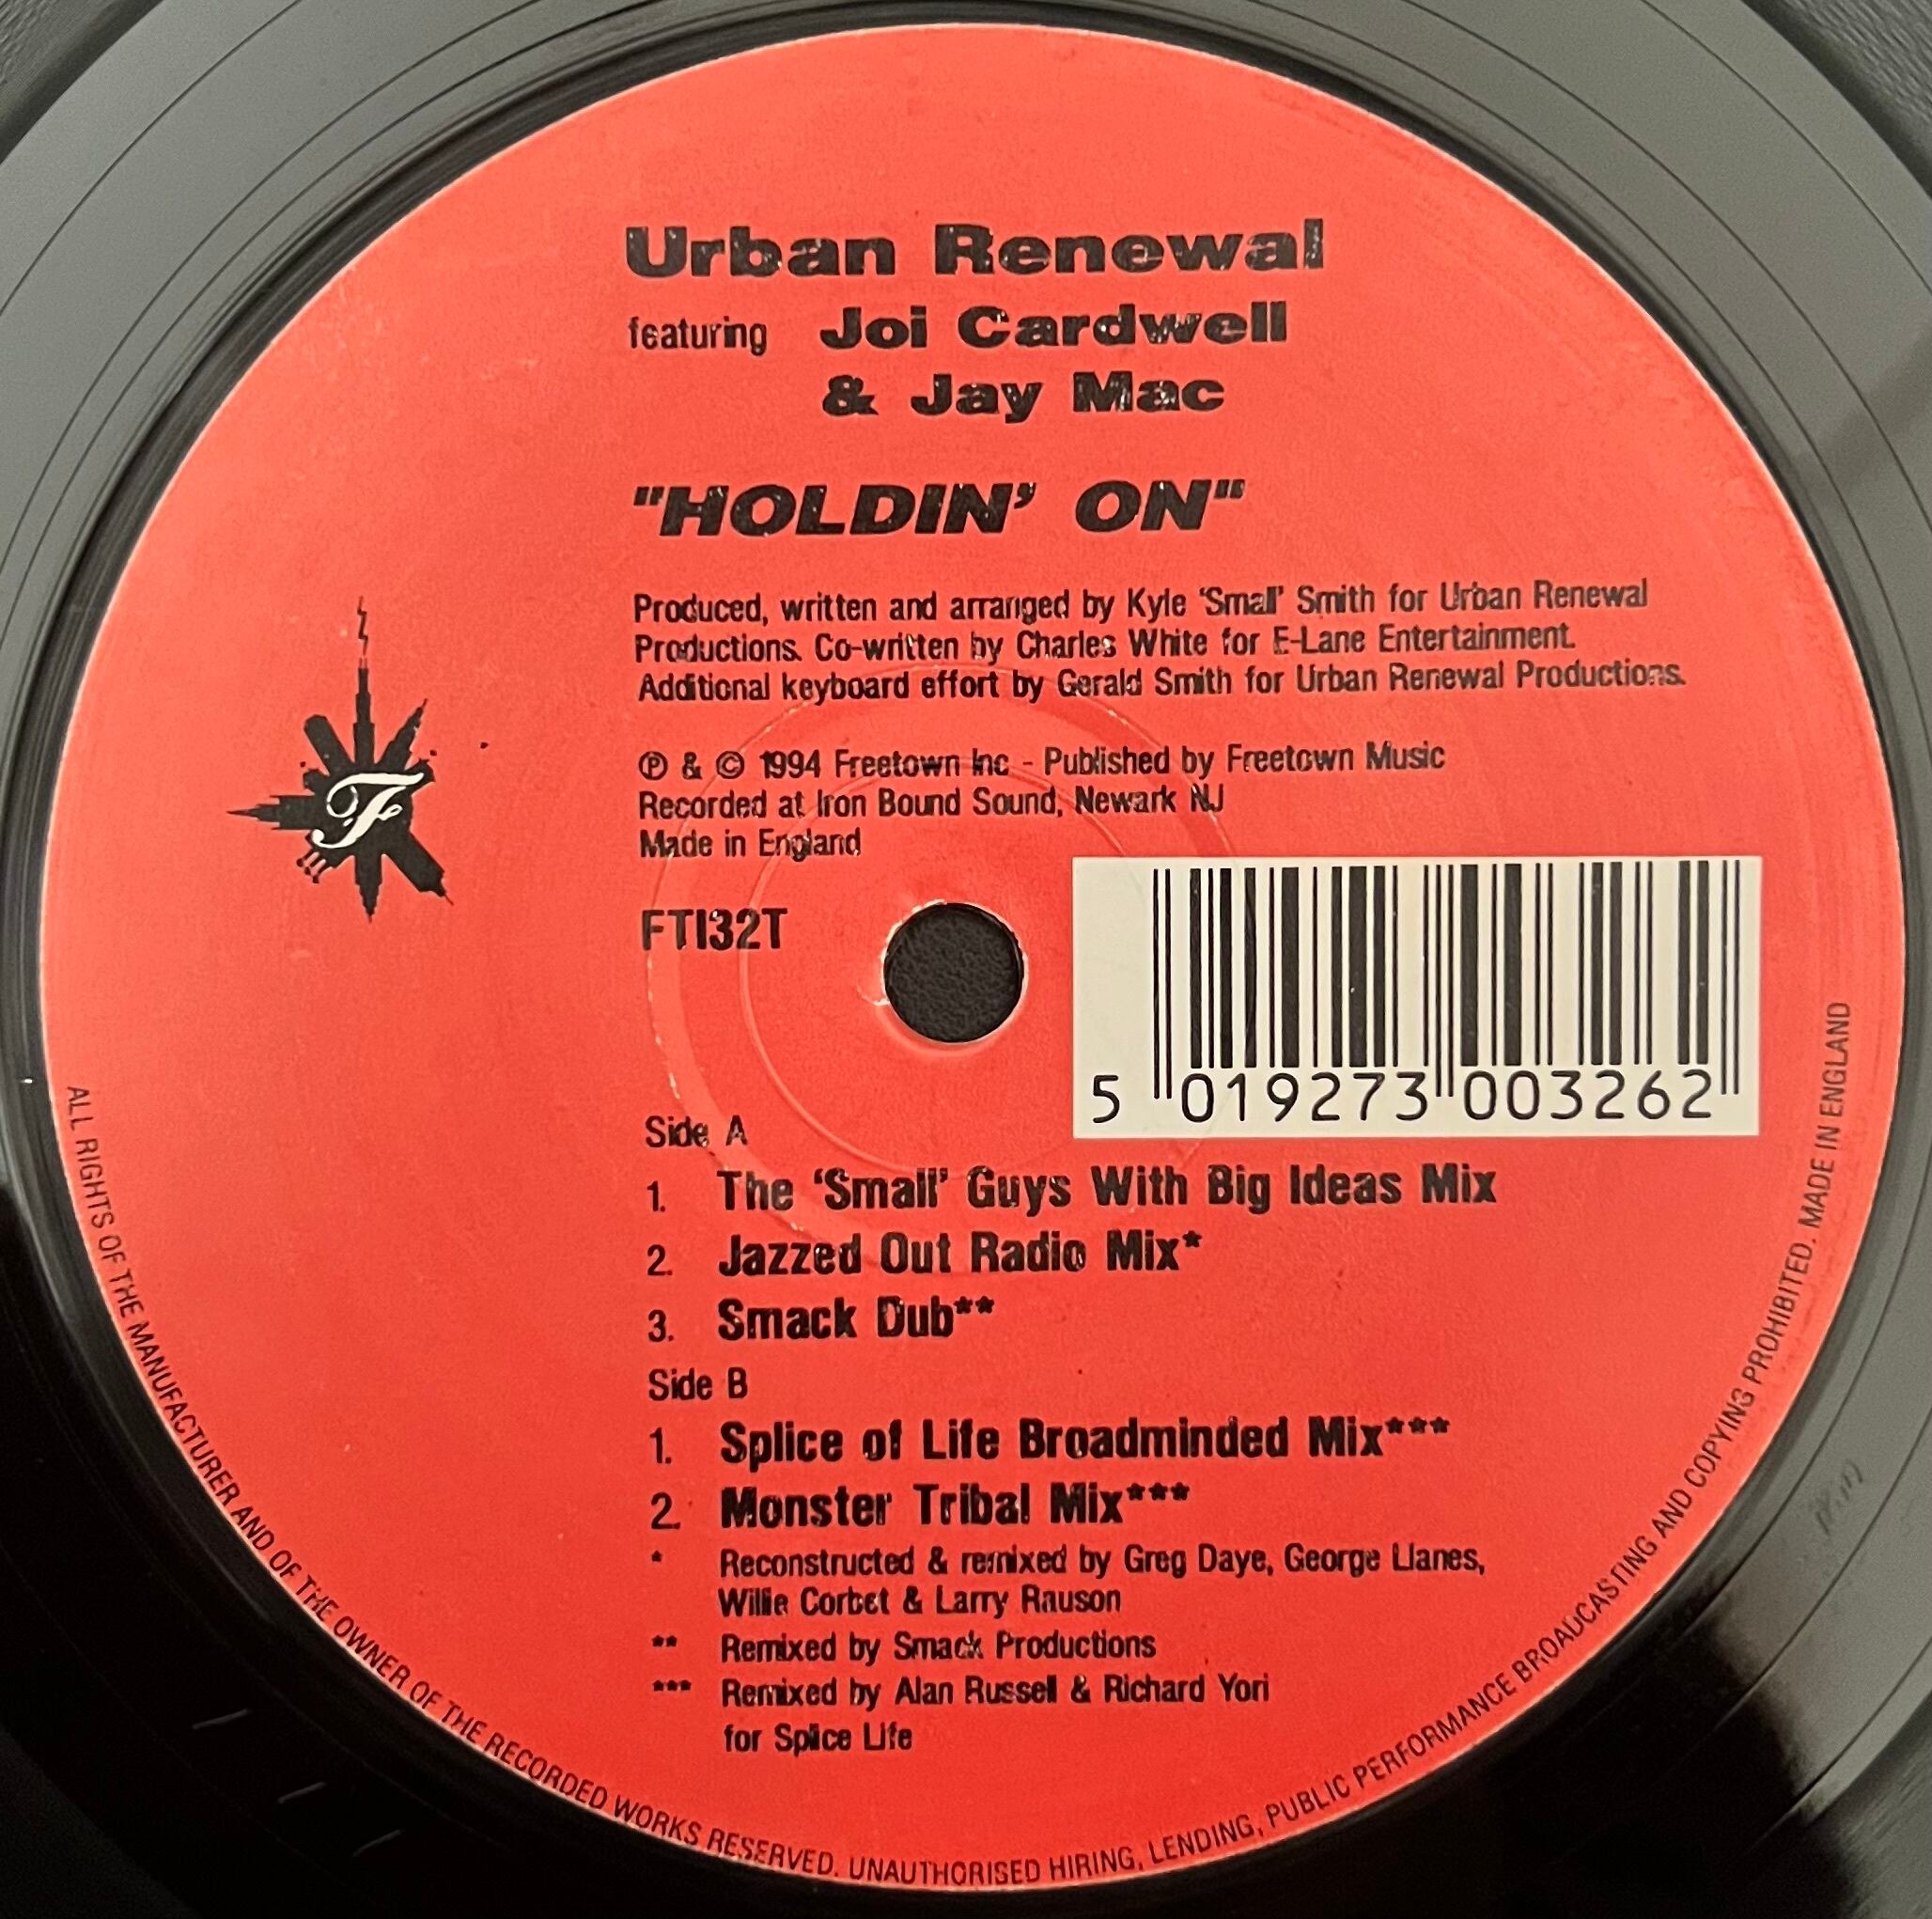 Urban Renewal
featuring Joi Cardwell
& Jay Mac
"HOLDIN' ON"
Produced, written and arranged by Kyle 'Small' Smith for Urban Renewal
Productions. Co-written by Charles White for E-Lane Entertainment.
Additional keyboard effort by Gerald Smith for Urban Renewal Productions.
℗ & © 1994 Freetown Inc - Published by Freetown Music
Recorded at Iron Bound Sound, Newark NJ
Made in England
F
FTI32T
5 019273 003262
Side A
1. The 'Small' Guys With Big Ideas Mix
2. Jazzed Out Radio Mix*
3. Smack Dub**
Side B
1. Splice of Life Broadminded Mix***
2. Monster Tribal Mix***
* Reconstructed & remixed by Greg Daye, George Llanes,
Willie Corbet & Larry Rauson
** Remixed by Smack Productions
*** Remixed by Alan Russell & Richard Yori
for Splice Life
ALL RIGHTS OF THE MANUFACTURER AND OF THE OWNER OF THE RECORDED WORKS RESERVED. UNAUTHORISED HIRING, LENDING, PUBLIC PERFORMANCE BROADCASTING AND COPYING PROHIBITED. MADE IN ENGLAND